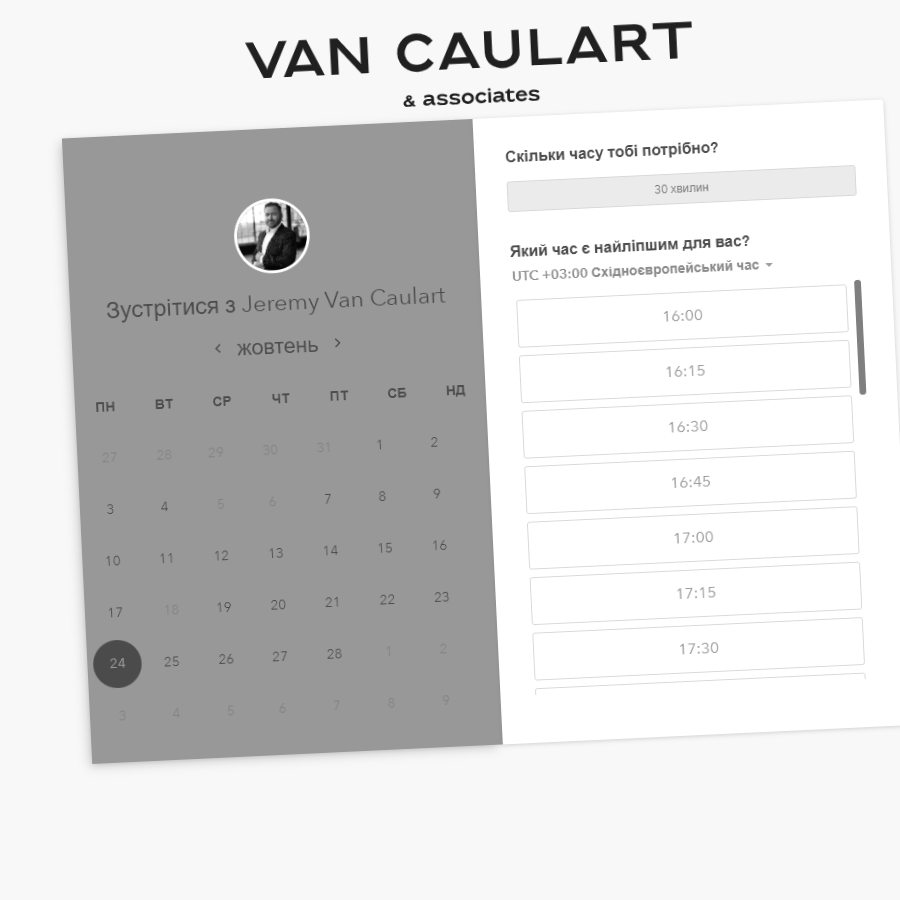 VAN CAULART
& associates
Зустрітися з Jeremy Van Caulart
жовтень
ПН ВТ СР ЧТ ПТ СБ НД
27 28 29 30 31 1 2
3 4 5 6 7 8 9
10 11 12 13 14 15 16
17 18 19 20 21 22 23
24 25 26 27 28 1 2
3 4 5 6 7 8 9
Скільки часу тобі потрібно?
30 хвилин
Який час є найліпшим для вас?
UTC +03:00 Східноєвропейський час
16:00
16:15
16:30
16:45
17:00
17:15
17:30